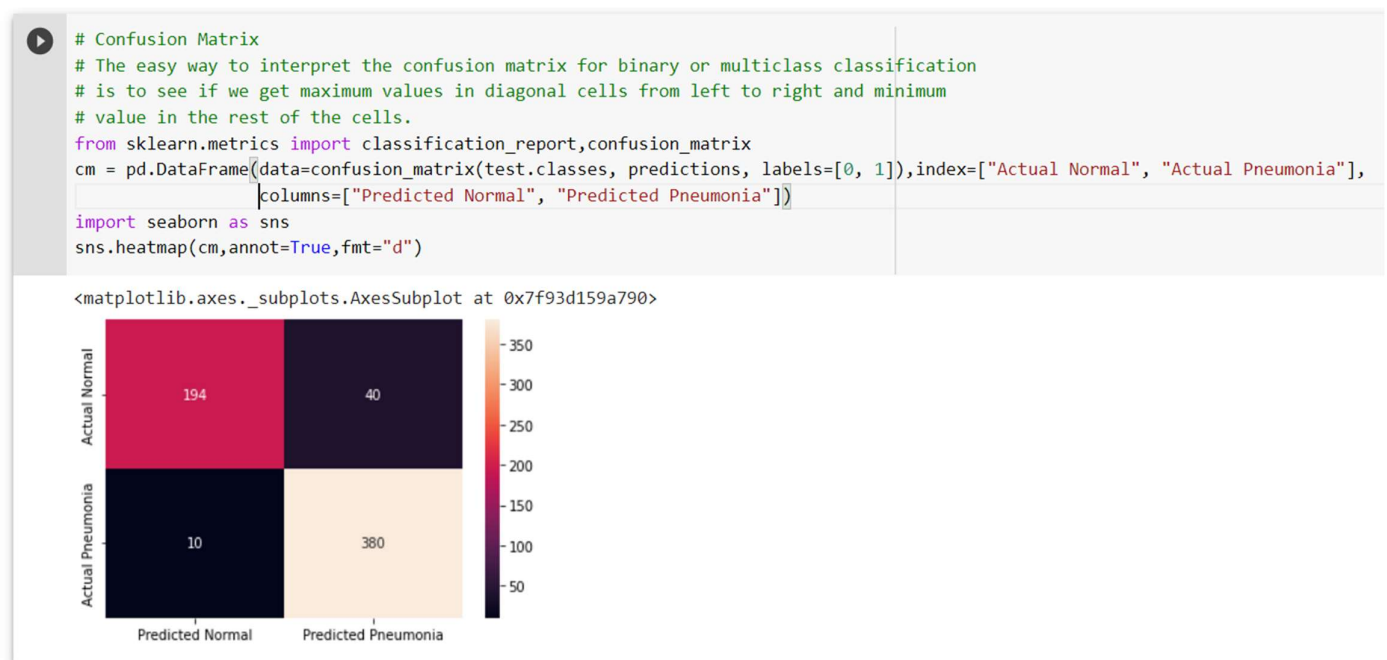 # Confusion Matrix
# The easy way to interpret the confusion matrix for binary or multiclass classification
# is to see if we get maximum values in diagonal cells from left to right and minimum
# value in the rest of the cells.
from sklearn.metrics import classification_report,confusion_matrix
cm = pd.DataFrame(data=confusion_matrix(test.classes, predictions, labels=[0, 1]),index=["Actual Normal", "Actual Pneumonia"],
columns=["Predicted Normal", "Predicted Pneumonia"])
import seaborn as sns
sns.heatmap(cm,annot=True,fmt="d")
<matplotlib.axes._subplots.AxesSubplot at 0x7f93d159a790>
Actual Normal
194
40
Actual Pneumonia
10
380
Predicted Normal
Predicted Pneumonia
350
300
250
200
150
100
50